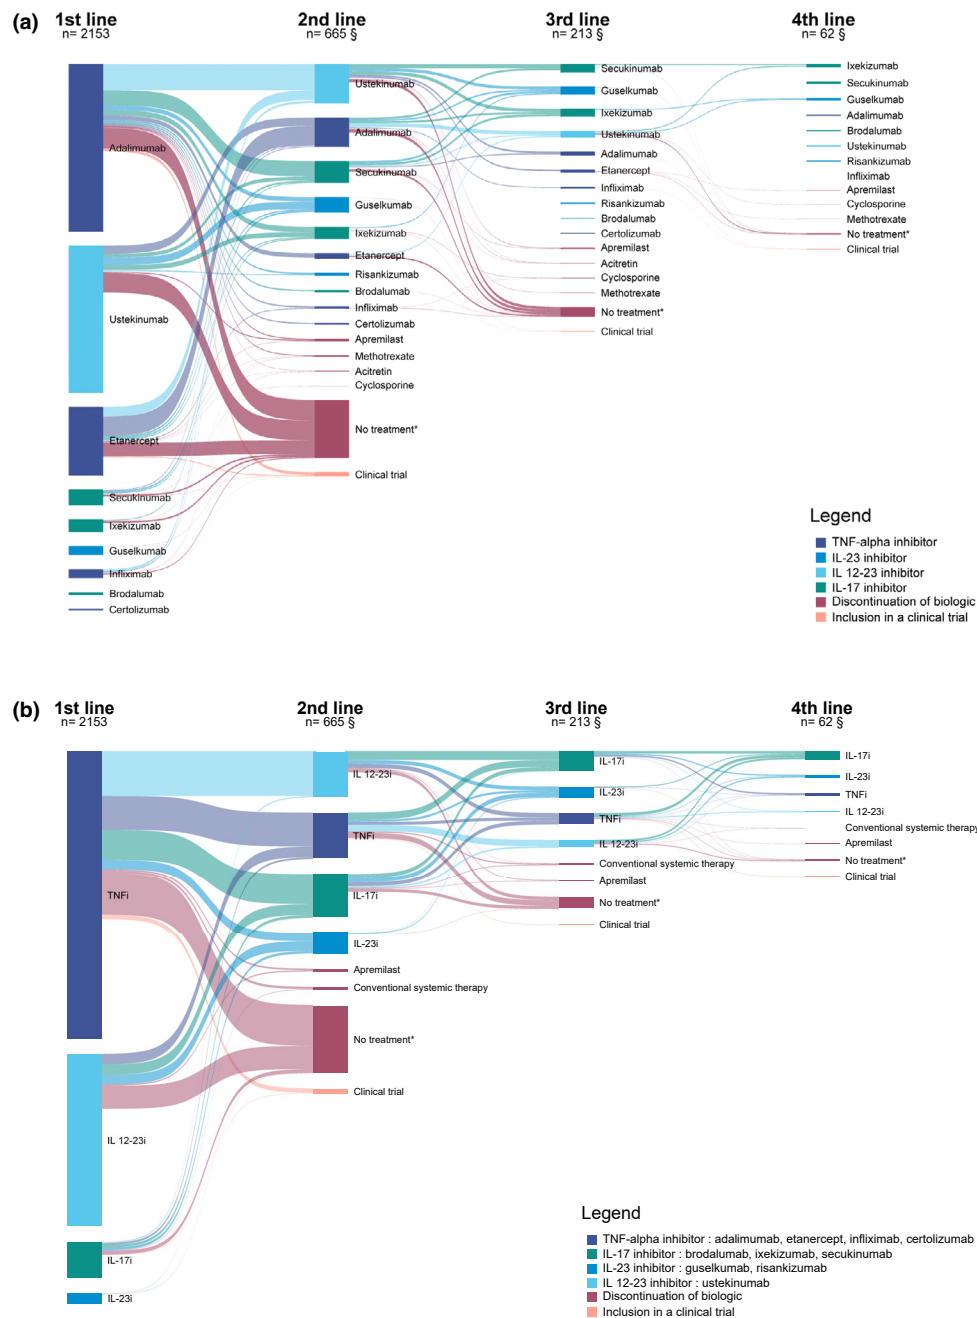 (a)
1st line
n= 2153
2nd line
n= 665 §
3rd line
n= 213 §
4th line
n= 62 §
Adalimumab
Ustekinumab
Etanercept
Secukinumab
Ixekizumab
Guselkumab
Infliximab
Brodalumab
Certolizumab
Ustekinumab
Adalimumab
Secukinumab
Guselkumab
Ixekizumab
Etanercept
Risankizumab
Brodalumab
Infliximab
Certolizumab
Apremilast
Methotrexate
Acitretin
Cyclosporine
No treatment*
Clinical trial
Secukinumab
Guselkumab
Ixekizumab
Ustekinumab
Adalimumab
Etanercept
Infliximab
Risankizumab
Brodalumab
Certolizumab
Apremilast
Acitretin
Cyclosporine
Methotrexate
No treatment*
Clinical trial
Ixekizumab
Secukinumab
Guselkumab
Adalimumab
Brodalumab
Ustekinumab
Risankizumab
Infliximab
Apremilast
Cyclosporine
Methotrexate
No treatment*
Clinical trial
Legend
TNF-alpha inhibitor
IL-23 inhibitor
IL 12-23 inhibitor
IL-17 inhibitor
Discontinuation of biologic
Inclusion in a clinical trial
(b)
1st line
n= 2153
2nd line
n= 665 §
3rd line
n= 213 §
4th line
n= 62 §
TNFi
IL 12-23i
IL-17i
IL-23i
IL 12-23i
TNFi
IL-17i
IL-23i
Apremilast
Conventional systemic therapy
No treatment*
Clinical trial
IL-17i
IL-23i
TNFi
IL 12-23i
Conventional systemic therapy
Apremilast
No treatment*
Clinical trial
IL-17i
IL-23i
TNFi
IL 12-23i
Conventional systemic therapy
Apremilast
No treatment*
Clinical trial
Legend
TNF-alpha inhibitor : adalimumab, etanercept, infliximab, certolizumab
IL-17 inhibitor : brodalumab, ixekizumab, secukinumab
IL-23 inhibitor : guselkumab, risankizumab
IL 12-23 inhibitor : ustekinumab
Discontinuation of biologic
Inclusion in a clinical trial